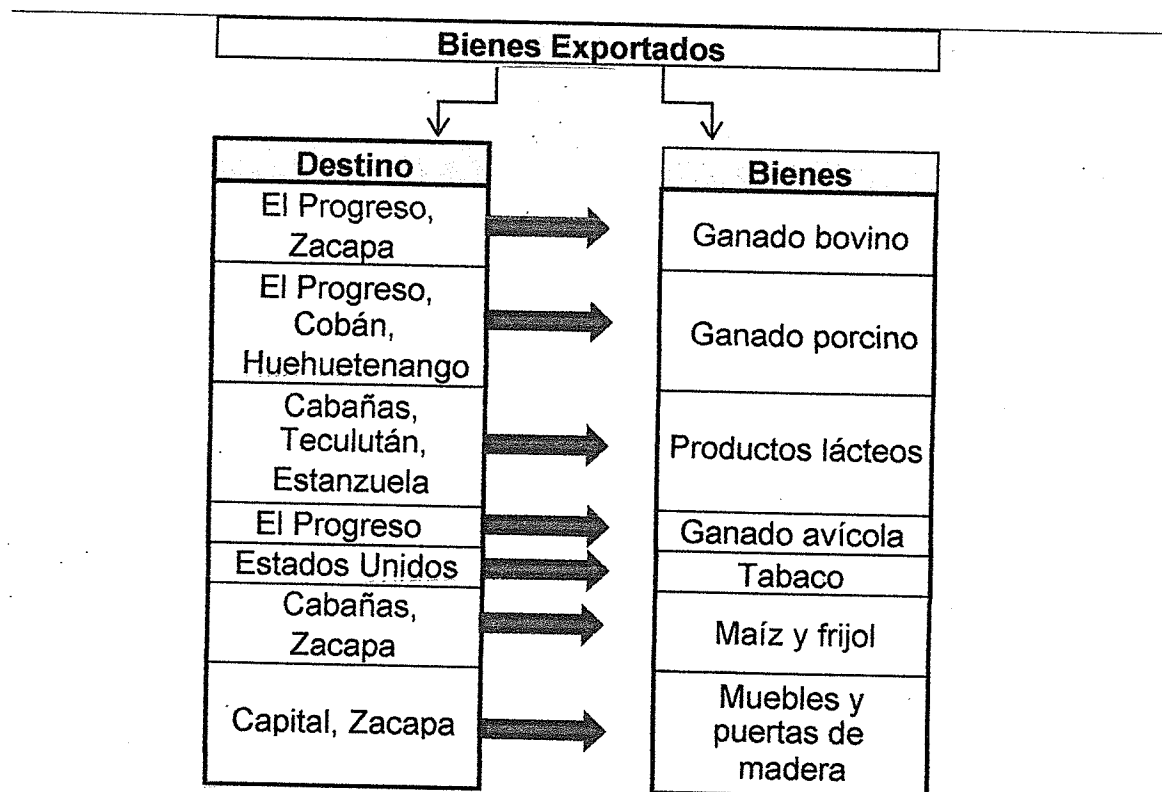 Bienes Exportados
Destino
Bienes
El Progreso,
Zacapa
Ganado bovino
El Progreso,
Cobán,
Huehuetenango
Ganado porcino
Cabañas,
Teculután,
Estanzuela
Productos lácteos
El Progreso
Ganado avícola
Estados Unidos
Tabaco
Cabañas,
Zacapa
Maíz y frijol
Capital, Zacapa
Muebles y
puertas de
madera